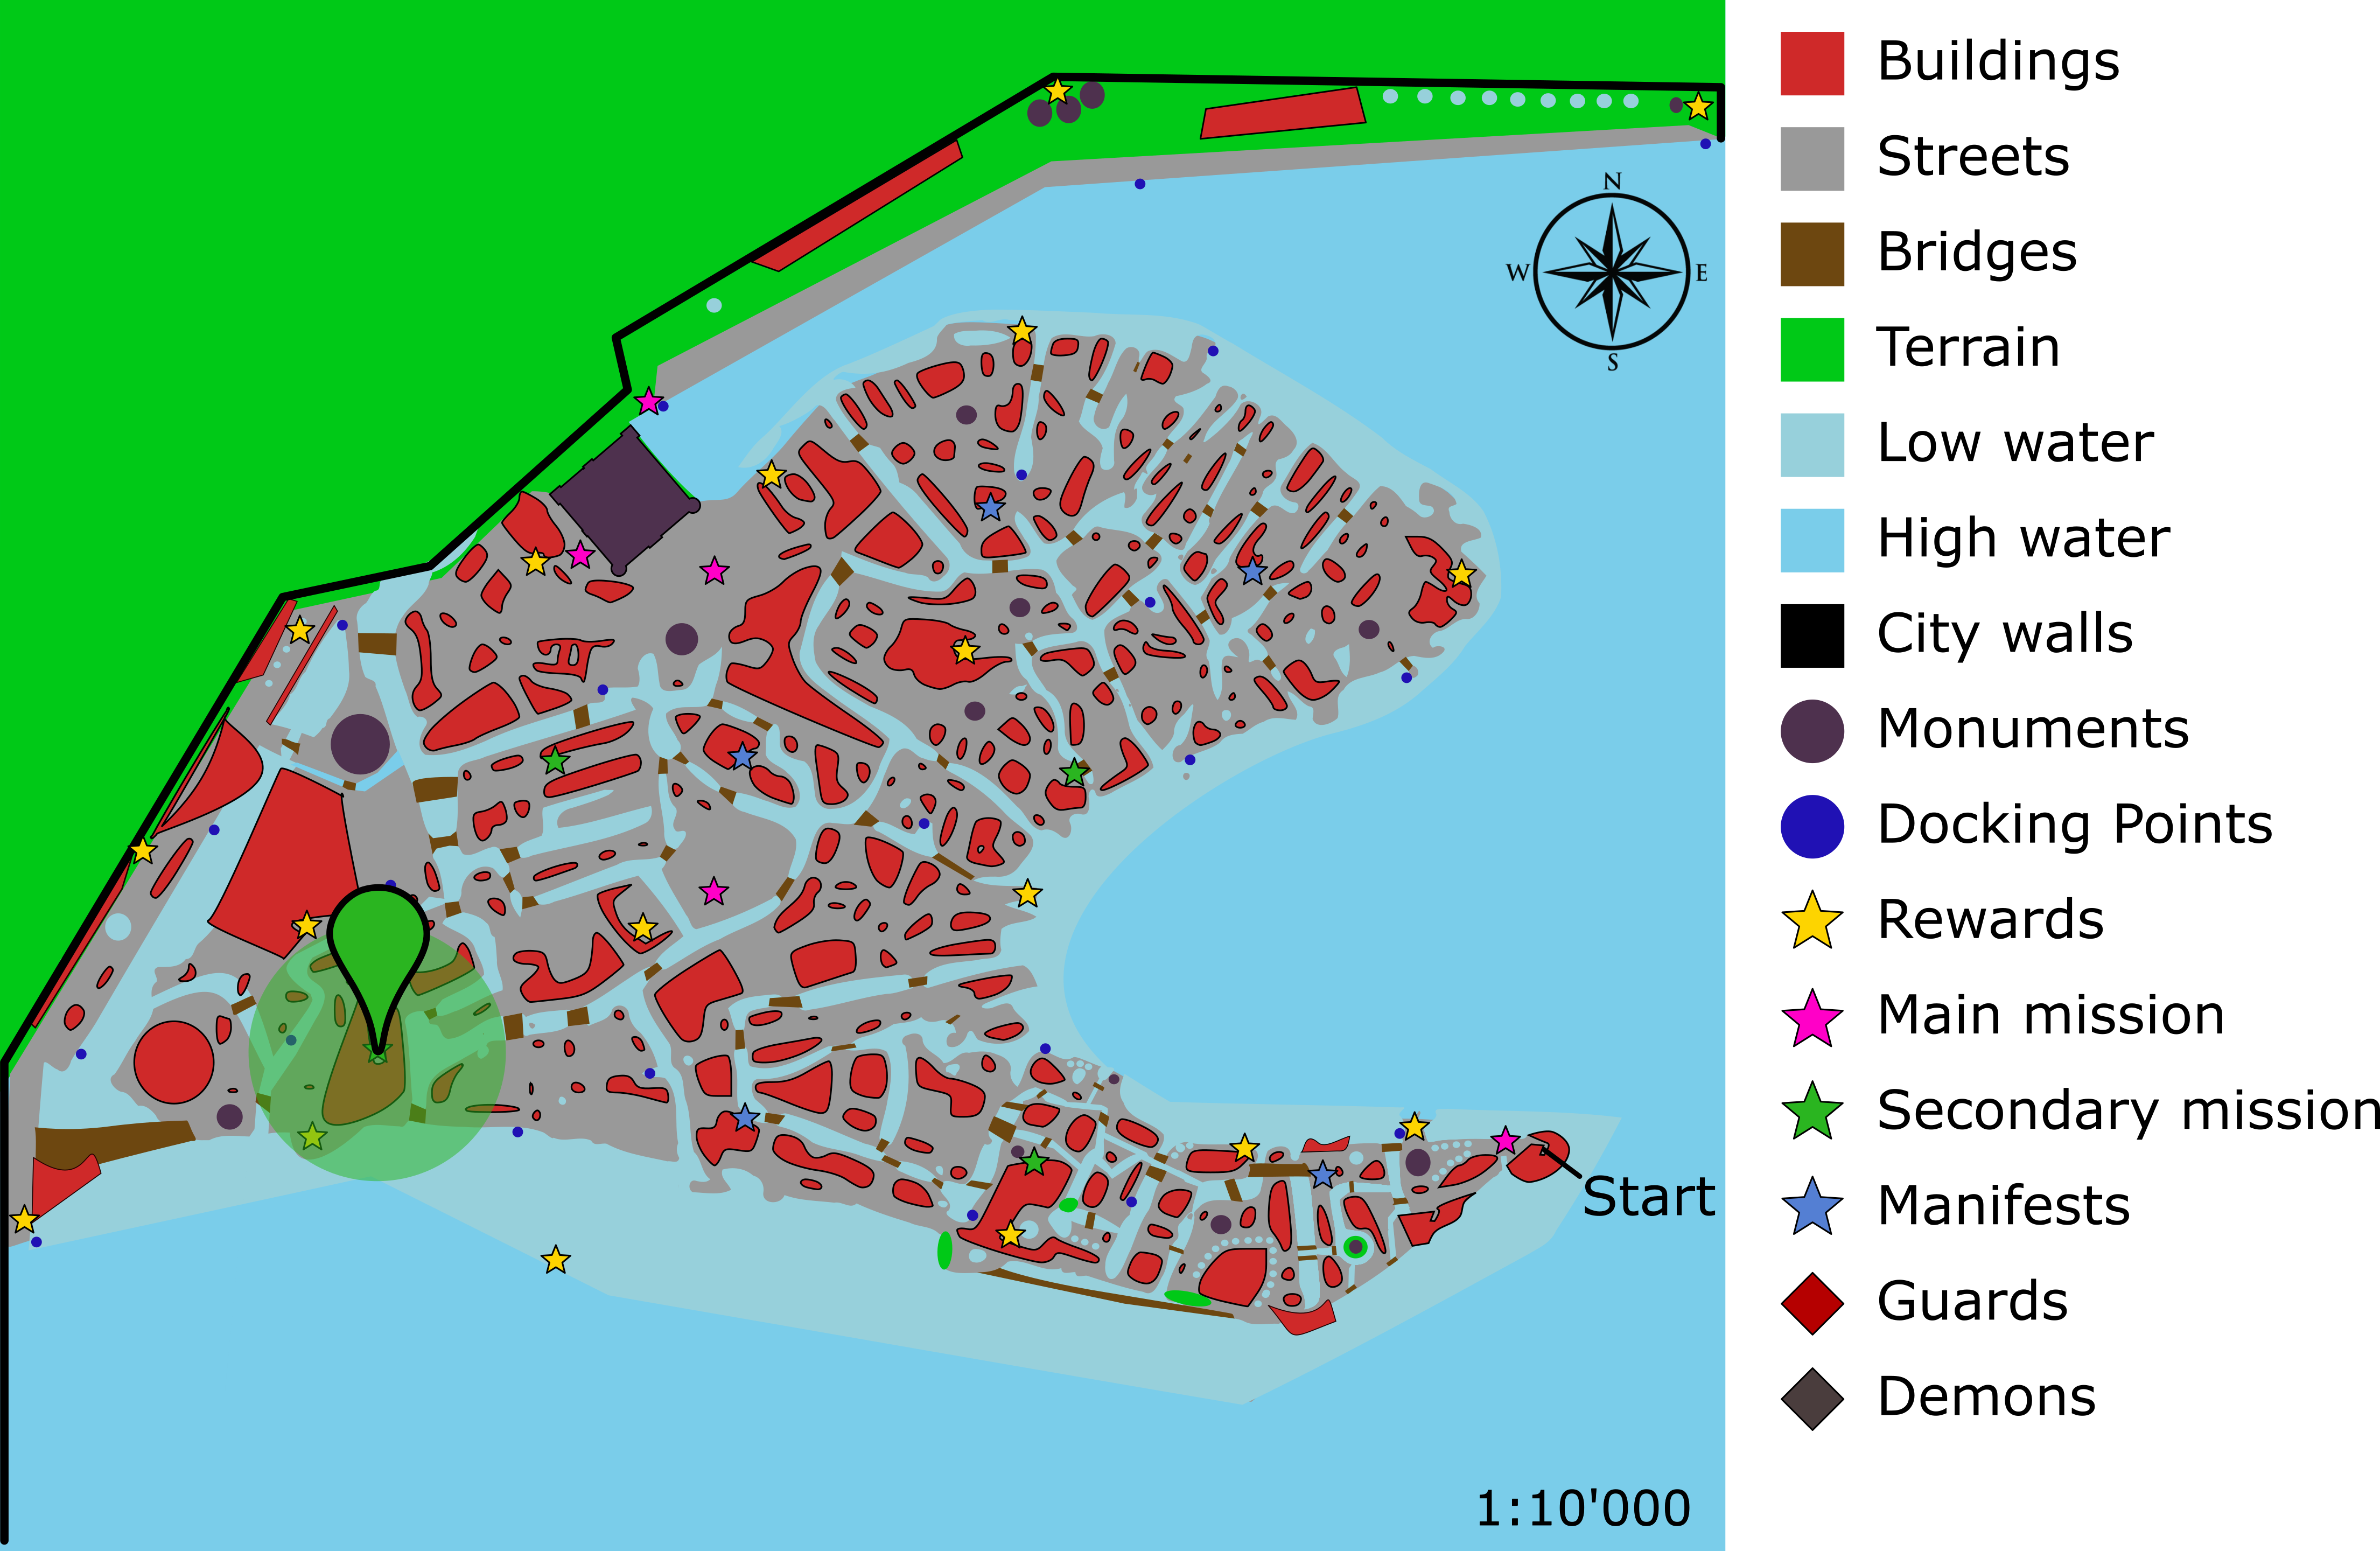 Buildings
Streets
Bridges
Terrain
Low water
High water
City walls
Monuments
Docking Points
Rewards
Main mission
Secondary mission
Manifests
Guards
Demons
N
W
E
S
Start
1:10'000